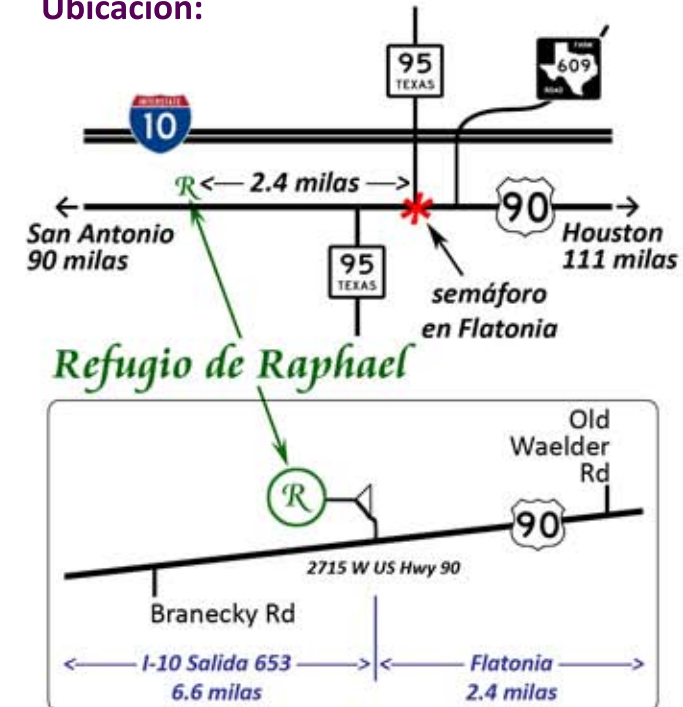 Ubicación:
95
TEXAS
FARM
609
ROAD
INTERSTATE
10
R <— 2.4 milas —>
90
San Antonio
90 milas
Houston
111 milas
95
TEXAS
semáforo
en Flatonia
Refugio de Raphael
Old
Waelder
Rd
R
90
2715 W US Hwy 90
Branecky Rd
I-10 Salida 653
6.6 milas
Flatonia
2.4 milas